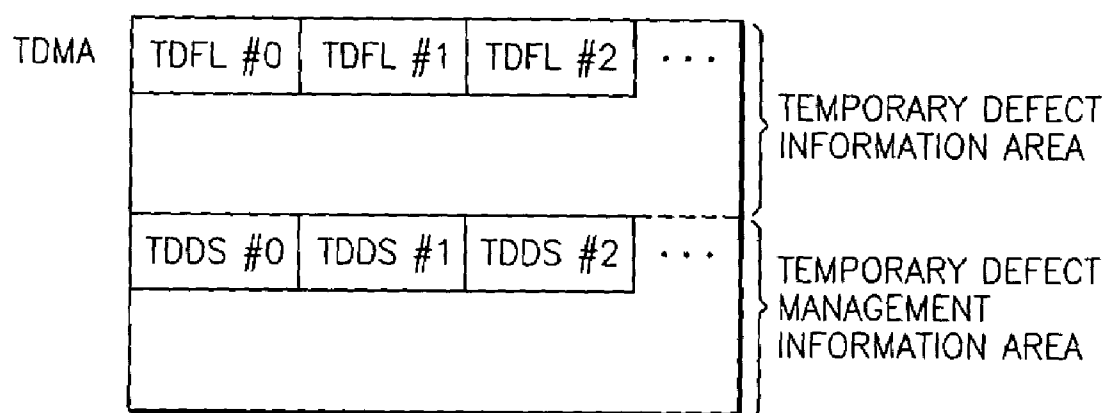 TDMA
TDFL #0 TDFL #1 TDFL #2 ...
TEMPORARY DEFECT
INFORMATION AREA
TDDS #0 TDDS #1 TDDS #2 ...
TEMPORARY DEFECT
MANAGEMENT
INFORMATION AREA